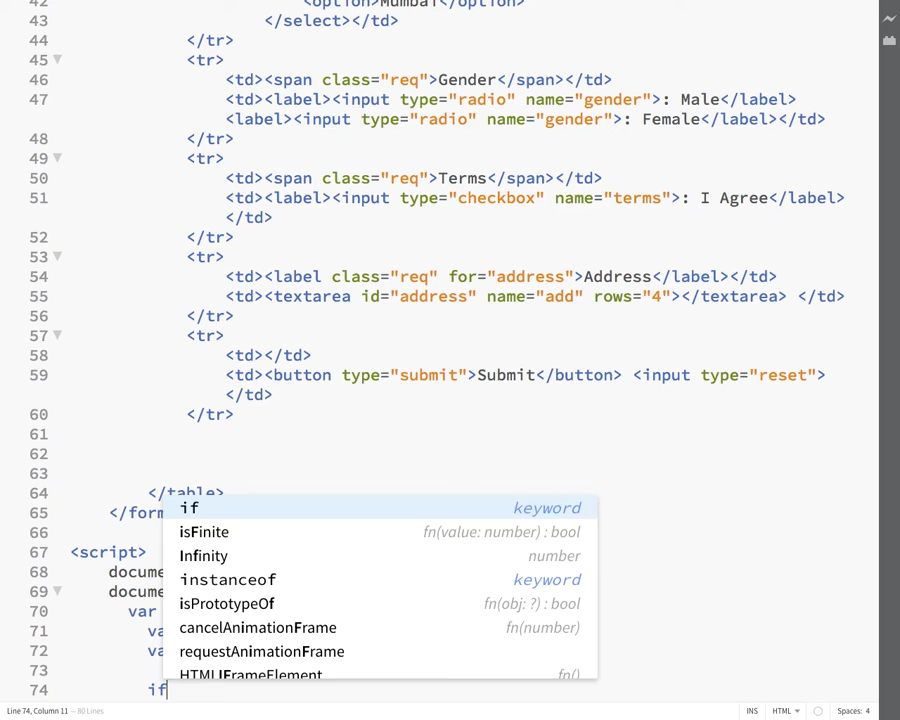 42 <option>Mumbai</option>
43 </select></td>
44 </tr>
45 <tr>
46 <td><span class="req">Gender</span></td>
47 <td><label><input type="radio" name="gender">: Male</label>
<label><input type="radio" name="gender">: Female</label></td>
48 </tr>
49 <tr>
50 <td><span class="req">Terms</span></td>
51 <td><label><input type="checkbox" name="terms">: I Agree</label>
</td>
52 </tr>
53 <tr>
54 <td><label class="req" for="address">Address</label></td>
55 <td><textarea id="address" name="add" rows="4"></textarea> </td>
56 </tr>
57 <tr>
58 <td></td>
59 <td><button type="submit">Submit</button> <input type="reset">
</td>
60 </tr>
61
62
63
64 </table>
65 </form
66
67 <script>
68 docume
69 docume
70 var
71 va
72 va
73
74 if
if keyword
isFinite fn(value: number) : bool
Infinity number
instanceof keyword
isPrototypeOf fn(obj: ?) : bool
cancelAnimationFrame fn(number)
requestAnimationFrame
HTMLIFrameElement fn()
Line 74, Column 11 — 80 Lines INS HTML Spaces: 4